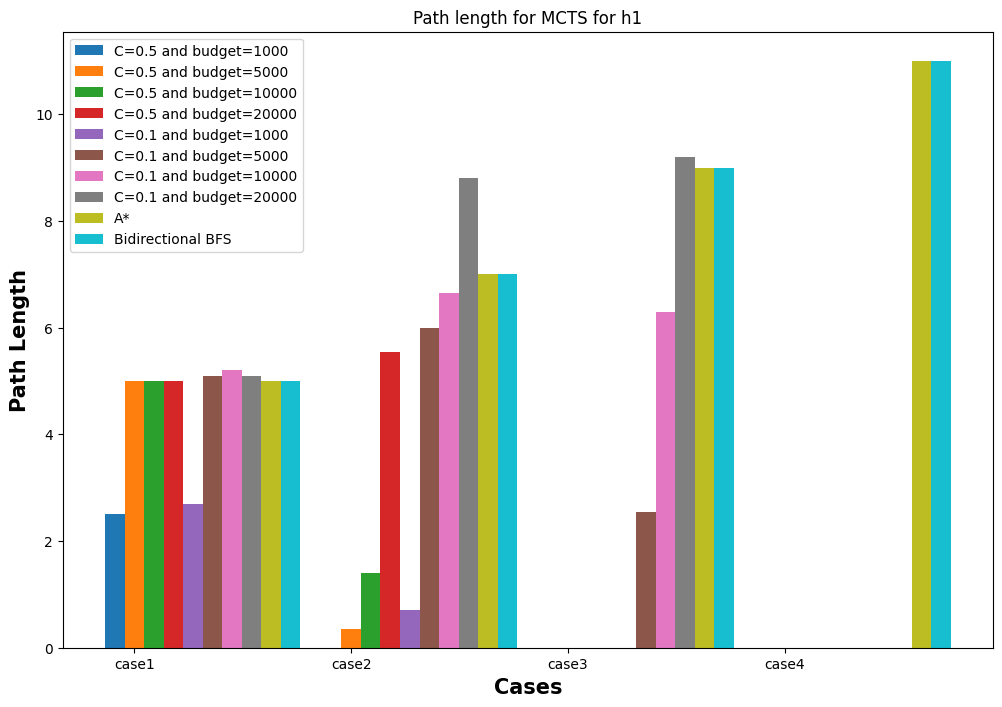 Path length for MCTS for h1
C=0.5 and budget=1000
C=0.5 and budget=5000
C=0.5 and budget=10000
C=0.5 and budget=20000
C=0.1 and budget=1000
C=0.1 and budget=5000
C=0.1 and budget=10000
C=0.1 and budget=20000
A*
Bidirectional BFS
Path Length
10
8
6
4
2
0
case1 case2 case3 case4
Cases